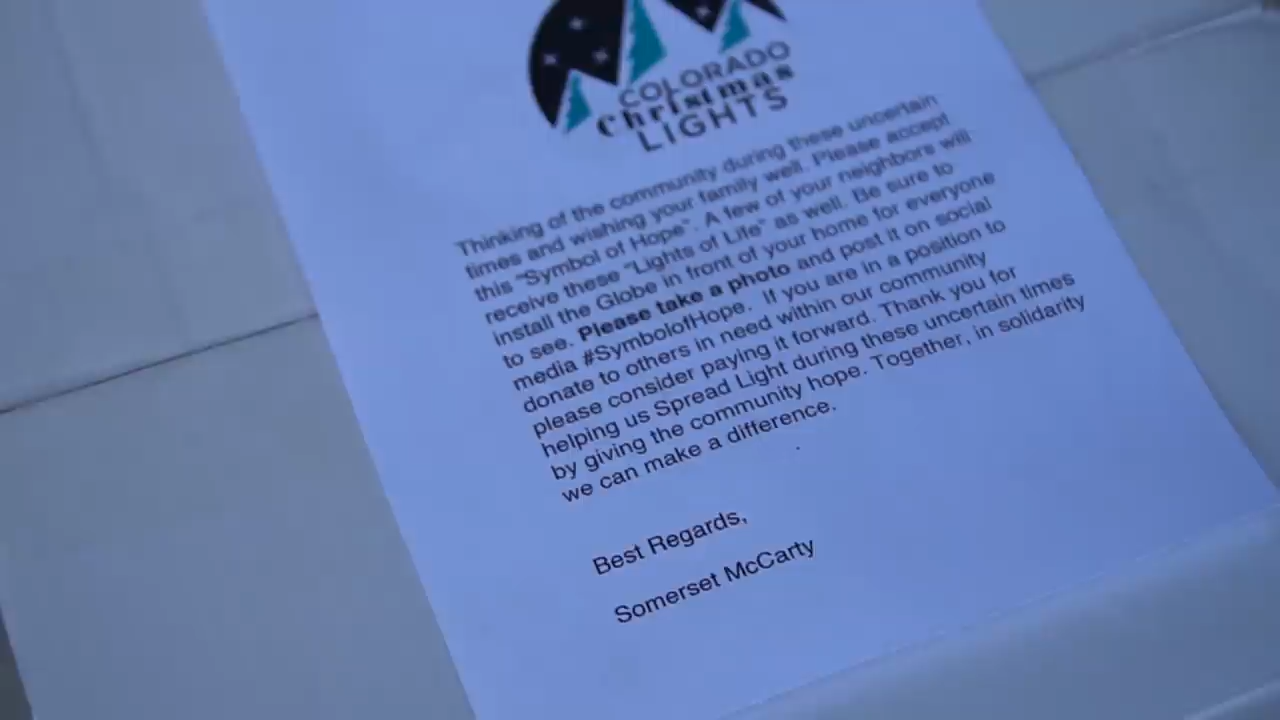 COLORADO
Christmas
LIGHTS
Thinking of the community during these uncertain
times and wishing your family well. Please accept
this "Symbol of Hope". A few of your neighbors will
receive these "Lights of Life" as well. Be sure to
install the Globe in front of your home for everyone
to see. Please take a photo and post it on social
media #SymbolofHope. If you are in a position to
donate to others in need within our community
please consider paying it forward. Thank you for
helping us Spread Light during these uncertain times
by giving the community hope. Together, in solidarity
we can make a difference.
Best Regards,
Somerset McCarty